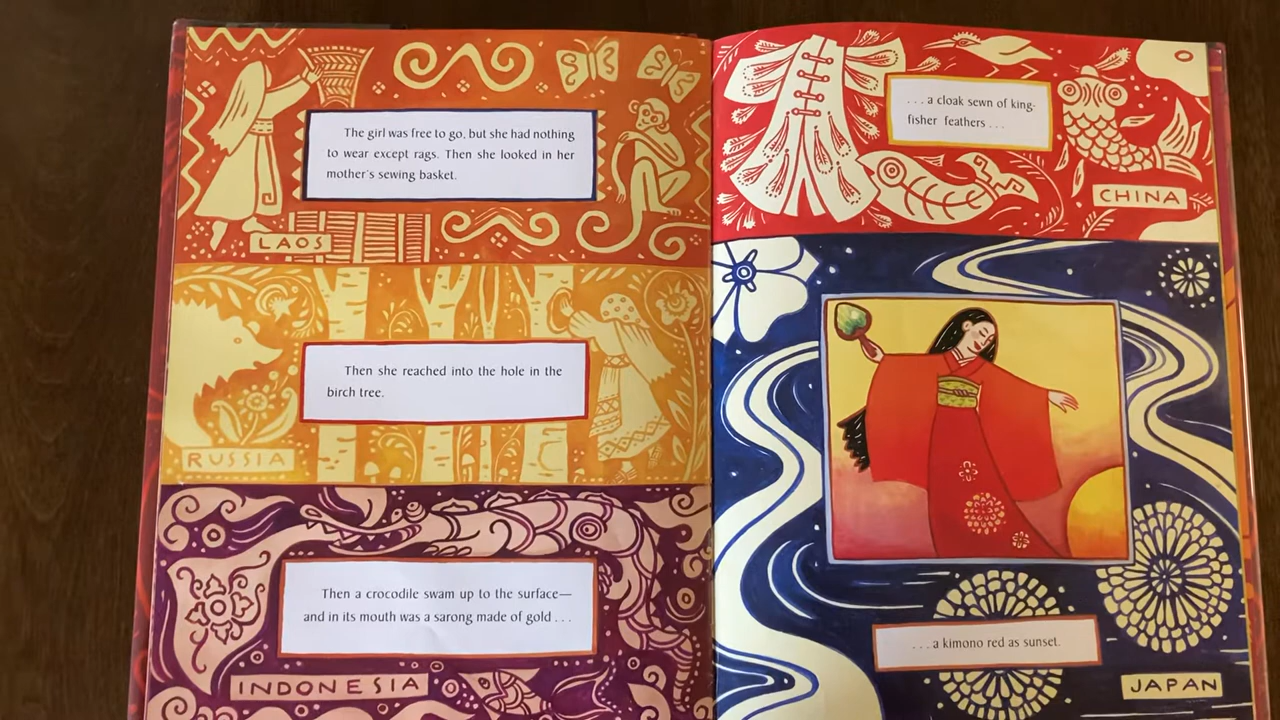 The girl was free to go, but she had nothing
to wear except rags. Then she looked in her
mother's sewing basket.
LAOS
Then she reached into the hole in the
birch tree.
RUSSIA
Then a crocodile swam up to the surface—
and in its mouth was a sarong made of gold . . .
INDONESIA
. . . a cloak sewn of king-
fisher feathers . . .
CHINA
. . . a kimono red as sunset.
JAPAN